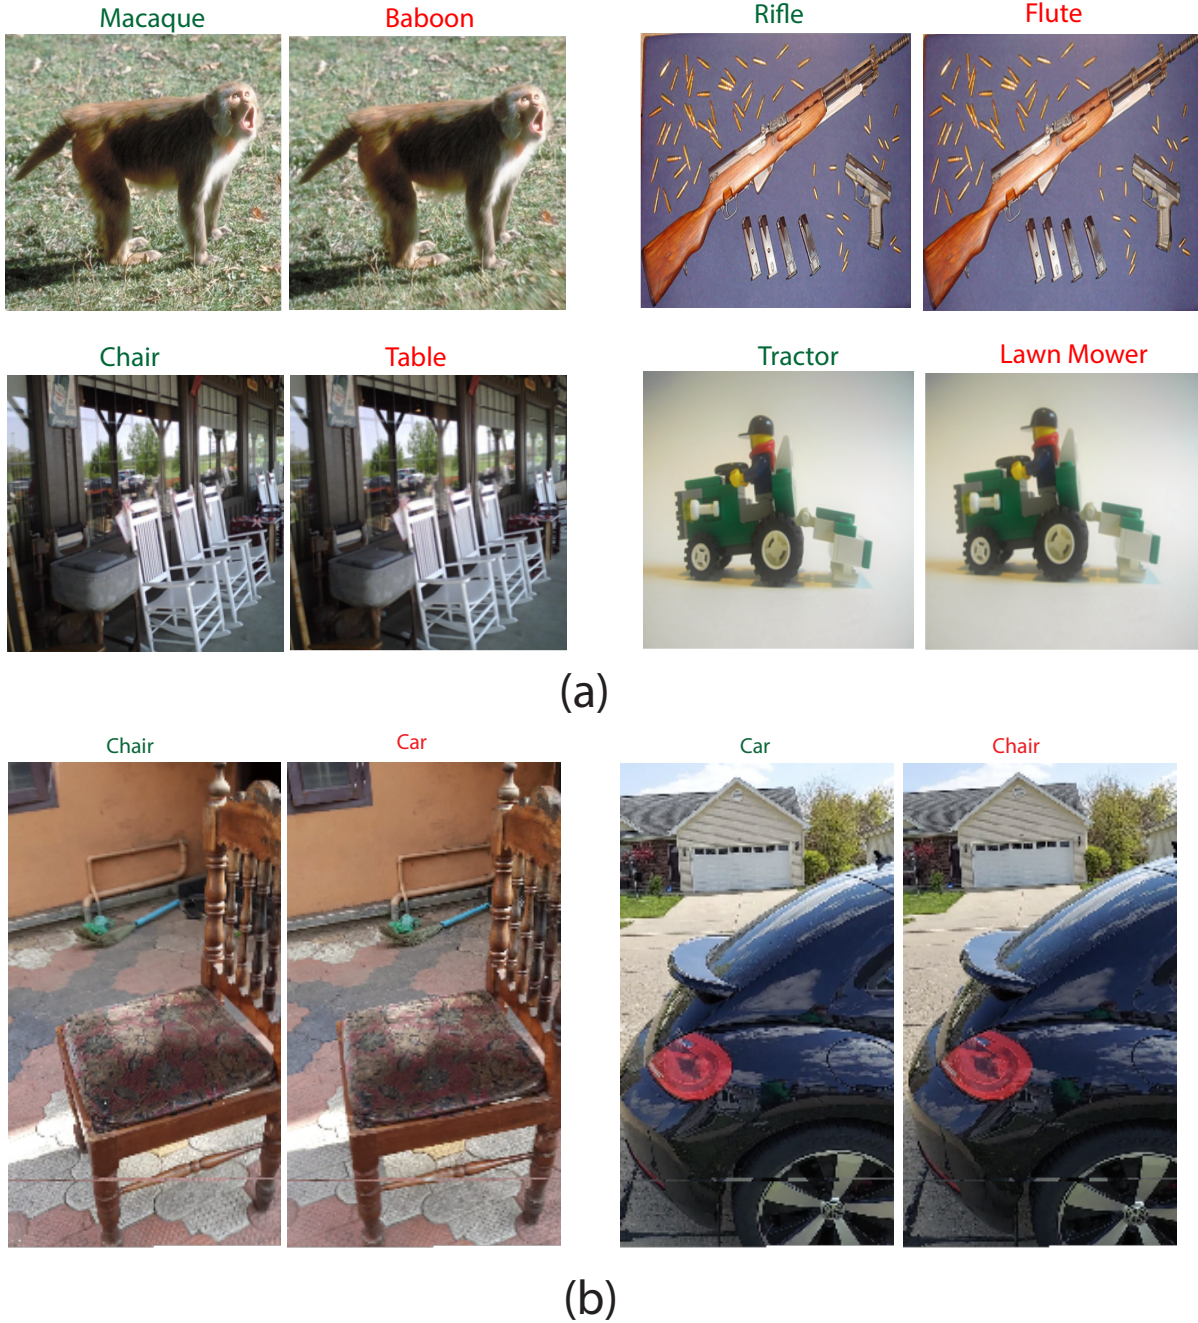 Macaque
Baboon
Rifle
Flute
Chair
Table
Tractor
Lawn Mower
(a)
Chair
Car
Car
Chair
(b)